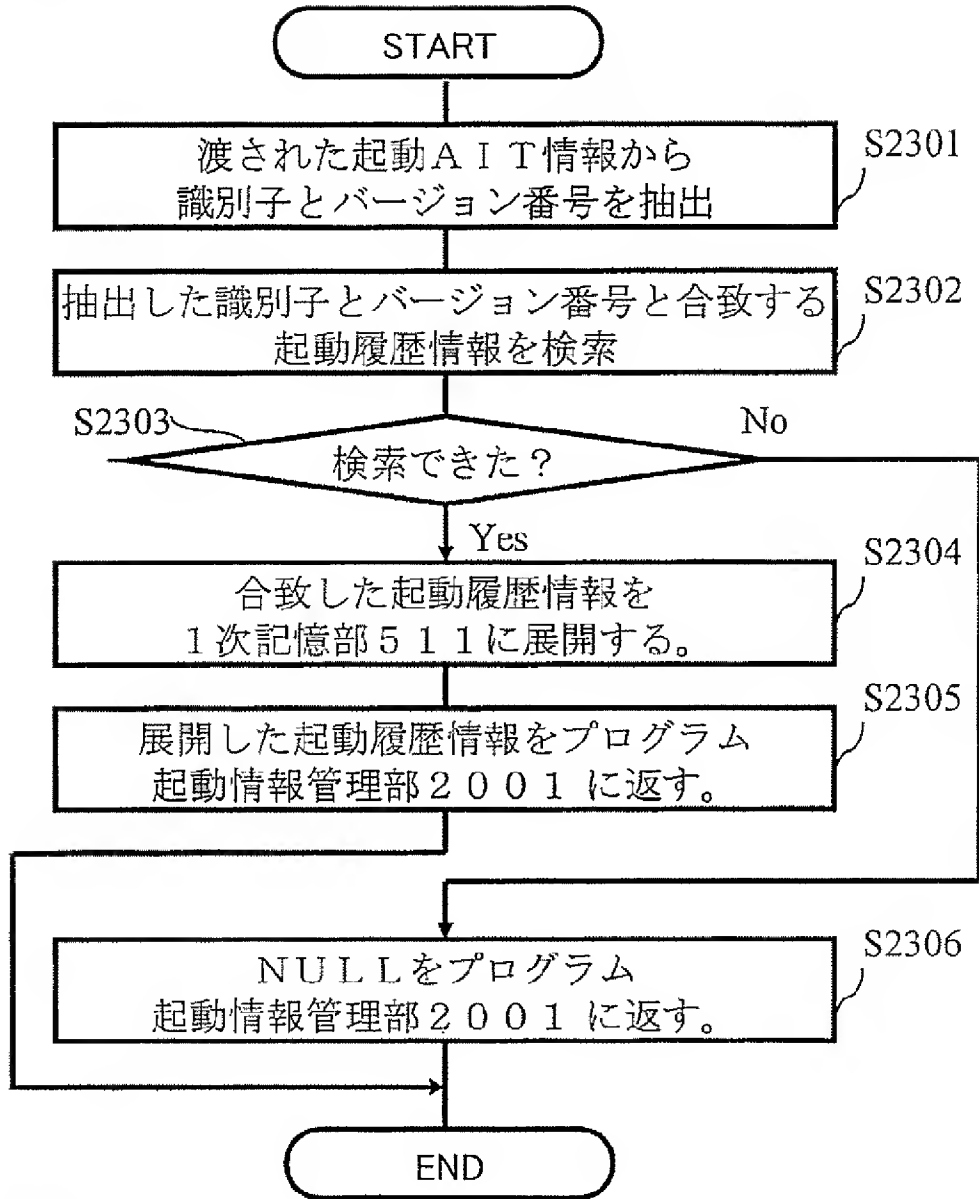 START
渡された起動ＡＩＴ情報から
識別子とバージョン番号を抽出
S2301
抽出した識別子とバージョン番号と合致する
起動履歴情報を検索
S2302
S2303
検索できた？
No
Yes
合致した起動履歴情報を
１次記憶部５１１に展開する。
S2304
展開した起動履歴情報をプログラム
起動情報管理部２００１に返す。
S2305
ＮＵＬＬをプログラム
起動情報管理部２００１に返す。
S2306
END